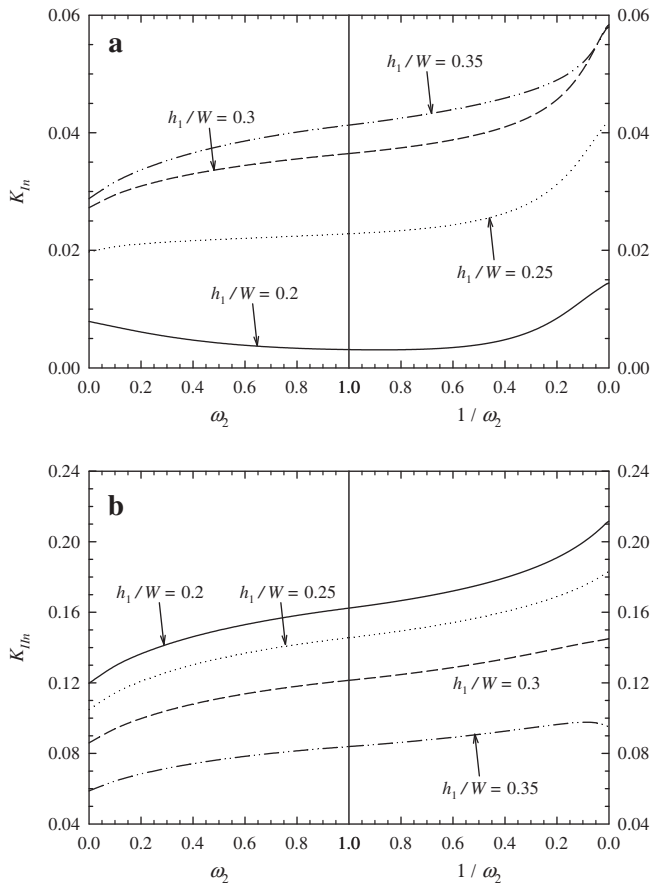 0.06 0.06
a
h₁/W = 0.35
h₁/W = 0.3
0.04 0.04
K_In
0.02 0.02
h₁/W = 0.25
h₁/W = 0.2
0.00 0.00
0.0 0.2 0.4 0.6 0.8 1.0 0.8 0.6 0.4 0.2 0.0
ω₂ 1 / ω₂
0.24 0.24
b
0.20 0.20
h₁/W = 0.2 h₁/W = 0.25
0.16 0.16
K_IIn
0.12 0.12
h₁/W = 0.3
0.08 0.08
h₁/W = 0.35
0.04 0.04
0.0 0.2 0.4 0.6 0.8 1.0 0.8 0.6 0.4 0.2 0.0
ω₂ 1 / ω₂